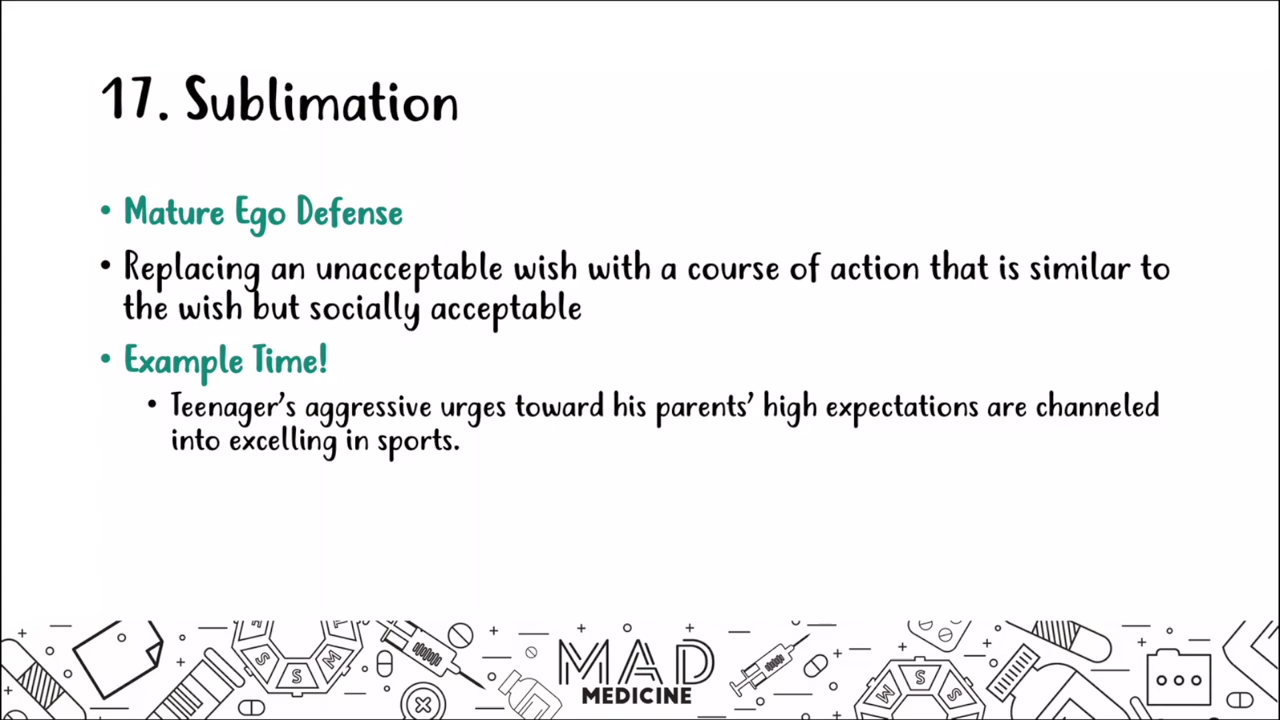 17. Sublimation
• Mature Ego Defense
• Replacing an unacceptable wish with a course of action that is similar to
the wish but socially acceptable
• Example Time!
• Teenager's aggressive urges toward his parents' high expectations are channeled
into excelling in sports.
MAD
MEDICINE
S
S
M
M
S
S